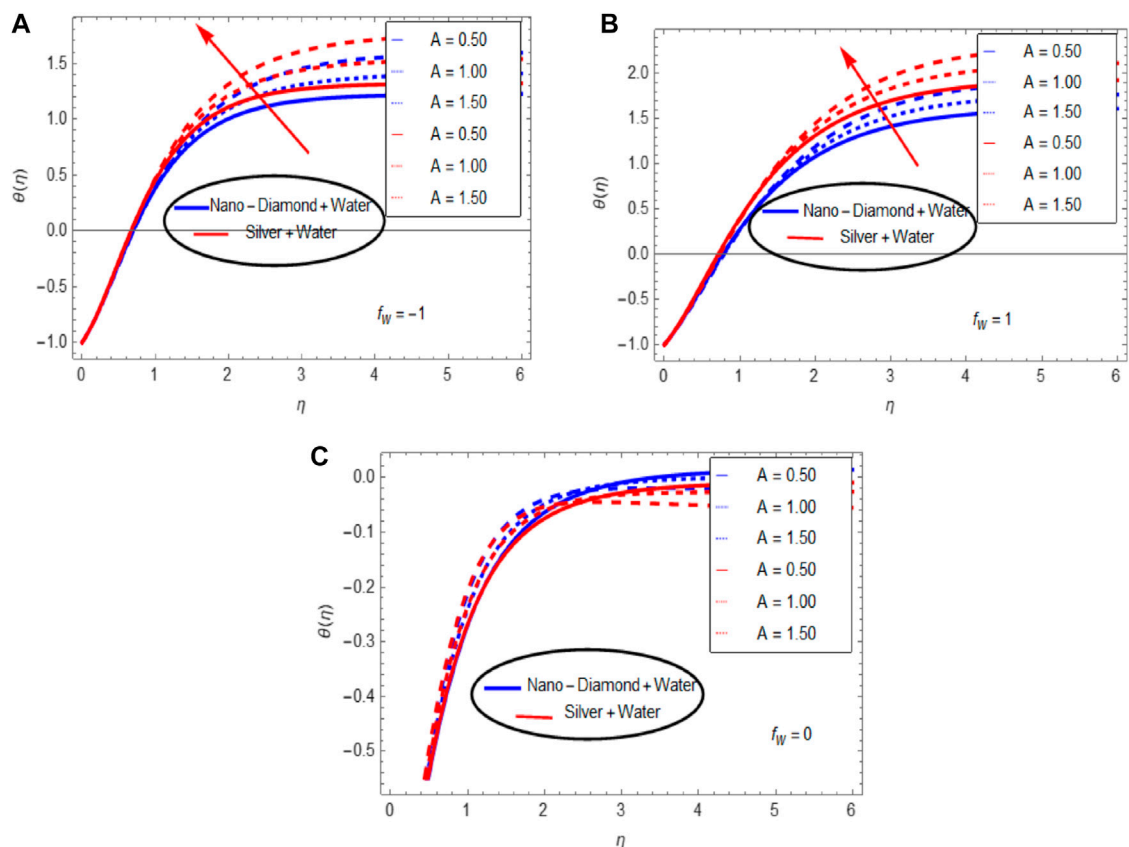 A
θ(η)
1.5
1.0
0.5
0.0
−0.5
−1.0
0 1 2 3 4 5 6
η
A = 0.50
A = 1.00
A = 1.50
A = 0.50
A = 1.00
A = 1.50
Nano − Diamond + Water
Silver + Water
f_W = −1
B
θ(η)
2.0
1.5
1.0
0.5
0.0
−0.5
−1.0
0 1 2 3 4 5 6
η
A = 0.50
A = 1.00
A = 1.50
A = 0.50
A = 1.00
A = 1.50
Nano − Diamond + Water
Silver + Water
f_W = 1
C
θ(η)
0.0
−0.1
−0.2
−0.3
−0.4
−0.5
0 1 2 3 4 5 6
η
A = 0.50
A = 1.00
A = 1.50
A = 0.50
A = 1.00
A = 1.50
Nano − Diamond + Water
Silver + Water
f_W = 0